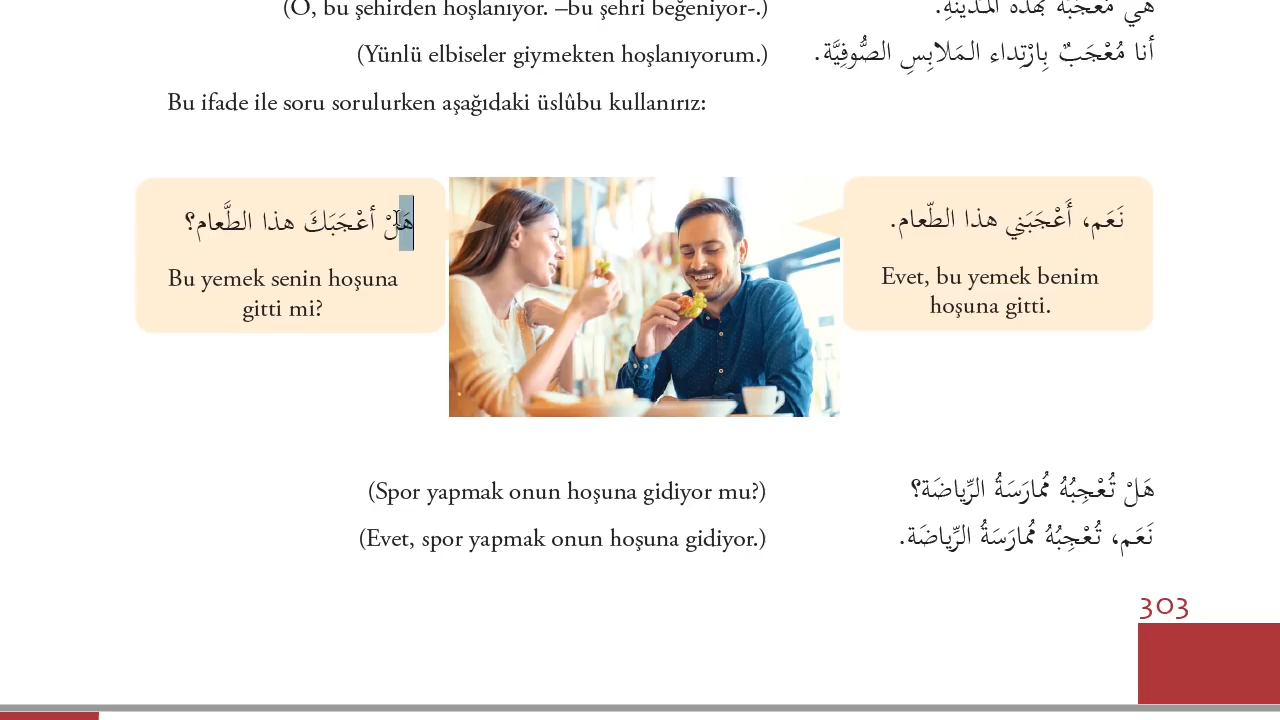 (O, bu şehirden hoşlanıyor. –bu şehri beğeniyor-.) هي مُعْجَبَةٌ بِهَذِهِ المَدينَةِ.
(Yünlü elbiseler giymekten hoşlanıyorum.) أنا مُعْجَبٌ بِارْتِداء المَلابِسِ الصُّوفِيَّة.
Bu ifade ile soru sorulurken aşağıdaki üslûbu kullanırız:
هَلْ أعْجَبَكَ هذا الطَّعام؟
Bu yemek senin hoşuna
gitti mi?
نَعَم، أَعْجَبَني هذا الطّعام.
Evet, bu yemek benim
hoşuna gitti.
(Spor yapmak onun hoşuna gidiyor mu?) هَلْ تُعْجِبُهُ مُمارَسَةُ الرِّياضَة؟
(Evet, spor yapmak onun hoşuna gidiyor.) نَعَم، تُعْجِبُهُ مُمارَسَةُ الرِّياضَة.
303